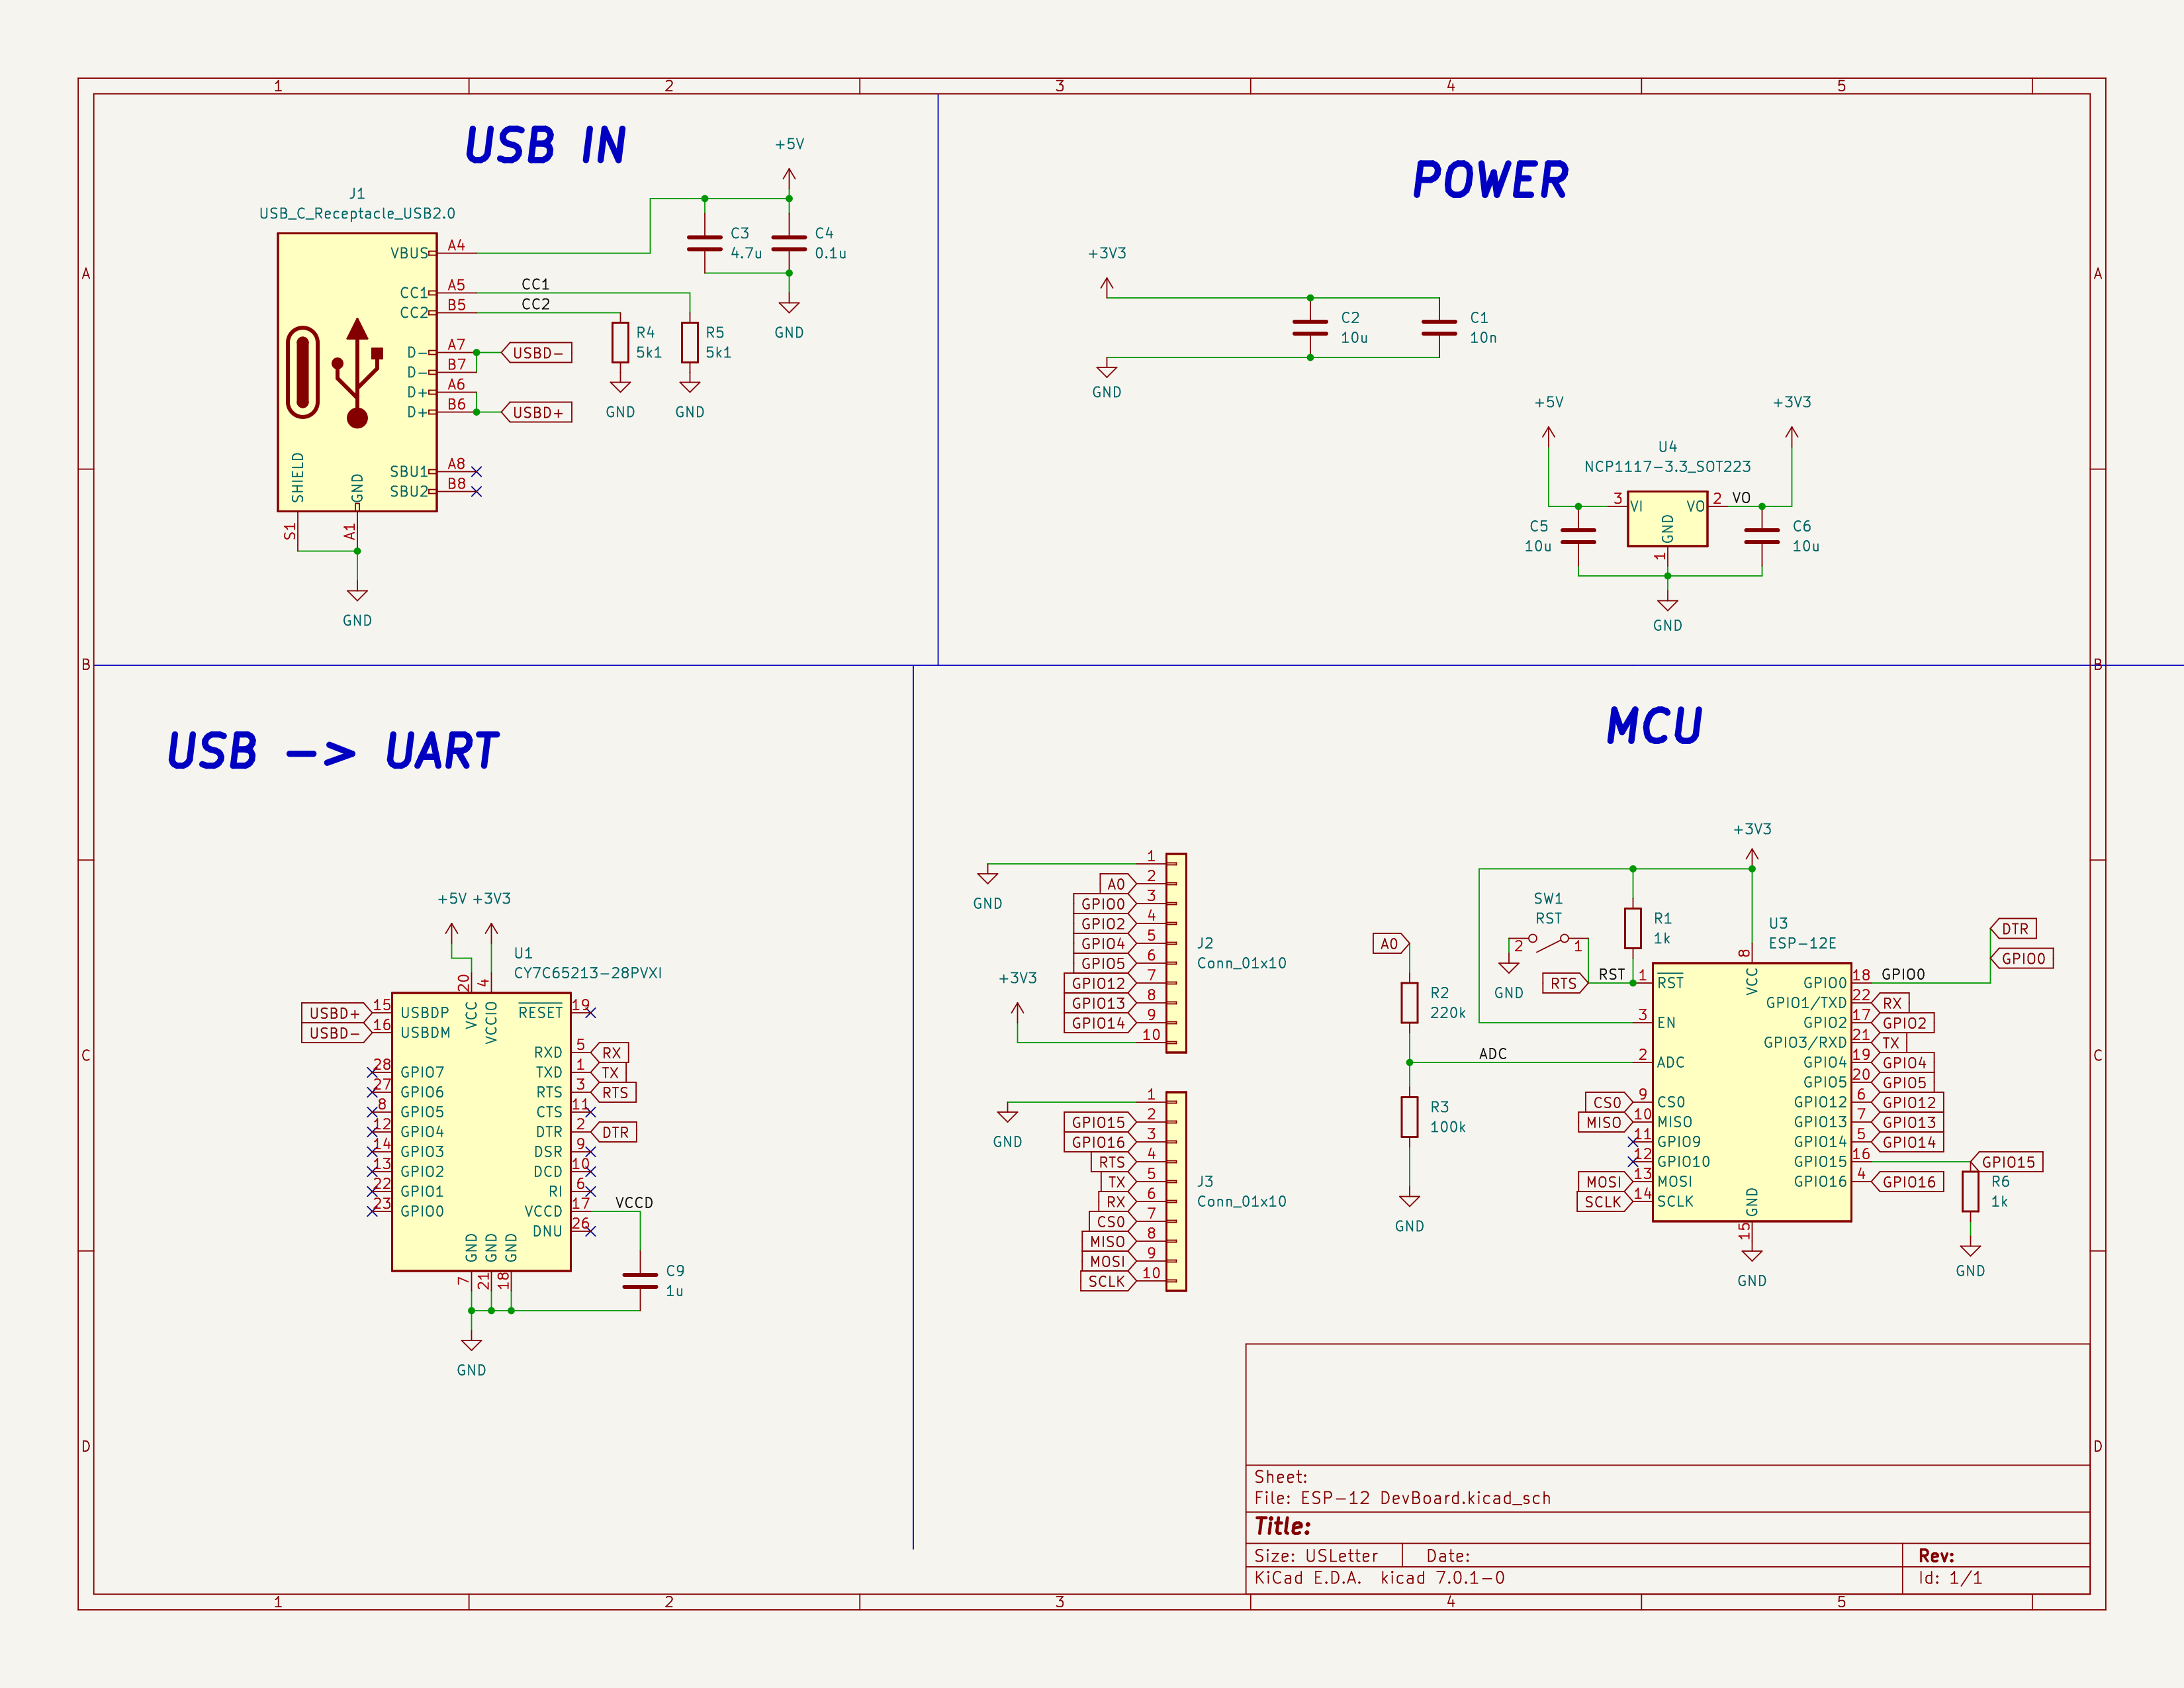 1 2 3 4 5
A B C D
USB IN
+5V
J1
USB_C_Receptacle_USB2.0
VBUS A4
C3
4.7u
C4
0.1u
CC1 A5 CC1
CC2 B5 CC2
D- A7 USBD-
D- B7
D+ A6
D+ B6 USBD+
R4
5k1
R5
5k1
GND
GND GND
SBU1 A8
SBU2 B8
SHIELD GND
S1 A1
GND
POWER
+3V3
C2
10u
C1
10n
GND
+5V +3V3
U4
NCP1117-3.3_SOT223
3 VI VO 2 VO
GND
1
C5
10u
C6
10u
GND
USB -> UART
+5V +3V3
U1
CY7C65213-28PVXI
20 4
VCC VCCIO
USBD+ 15 USBDP
USBD- 16 USBDM
28 GPIO7
27 GPIO6
8 GPIO5
12 GPIO4
14 GPIO3
13 GPIO2
22 GPIO1
23 GPIO0
RESET 19
RXD 5 RX
TXD 1 TX
RTS 3 RTS
CTS 11
DTR 2 DTR
DSR 9
DCD 10
RI 6
VCCD 17 VCCD
DNU 26
GND GND GND
7 21 18
C9
1u
GND
MCU
GND
1
A0 2
GPIO0 3
GPIO2 4
GPIO4 5
GPIO5 6
GPIO12 7
GPIO13 8
GPIO14 9
10
+3V3
J2
Conn_01x10
GND
1
GPIO15 2
GPIO16 3
RTS 4
TX 5
RX 6
CS0 7
MISO 8
MOSI 9
SCLK 10
J3
Conn_01x10
+3V3
SW1
RST
2 1
GND
R1
1k
A0
R2
220k
ADC
R3
100k
GND
U3
ESP-12E
8
VCC
RTS RST 1 RST
3 EN
2 ADC
CS0 9 CS0
MISO 10 MISO
11 GPIO9
12 GPIO10
MOSI 13 MOSI
SCLK 14 SCLK
GPIO0 18 GPIO0
GPIO1/TXD 22 RX
GPIO2 17 GPIO2
GPIO3/RXD 21 TX
GPIO4 19 GPIO4
GPIO5 20 GPIO5
GPIO12 6 GPIO12
GPIO13 7 GPIO13
GPIO14 5 GPIO14
GPIO15 16 GPIO15
GPIO16 4 GPIO16
DTR
GPIO0
R6
1k
GND
GND
15
GND
Sheet:
File: ESP-12 DevBoard.kicad_sch
Title:
Size: USLetter Date: Rev:
KiCad E.D.A. kicad 7.0.1-0 Id: 1/1
A B C D
1 2 3 4 5